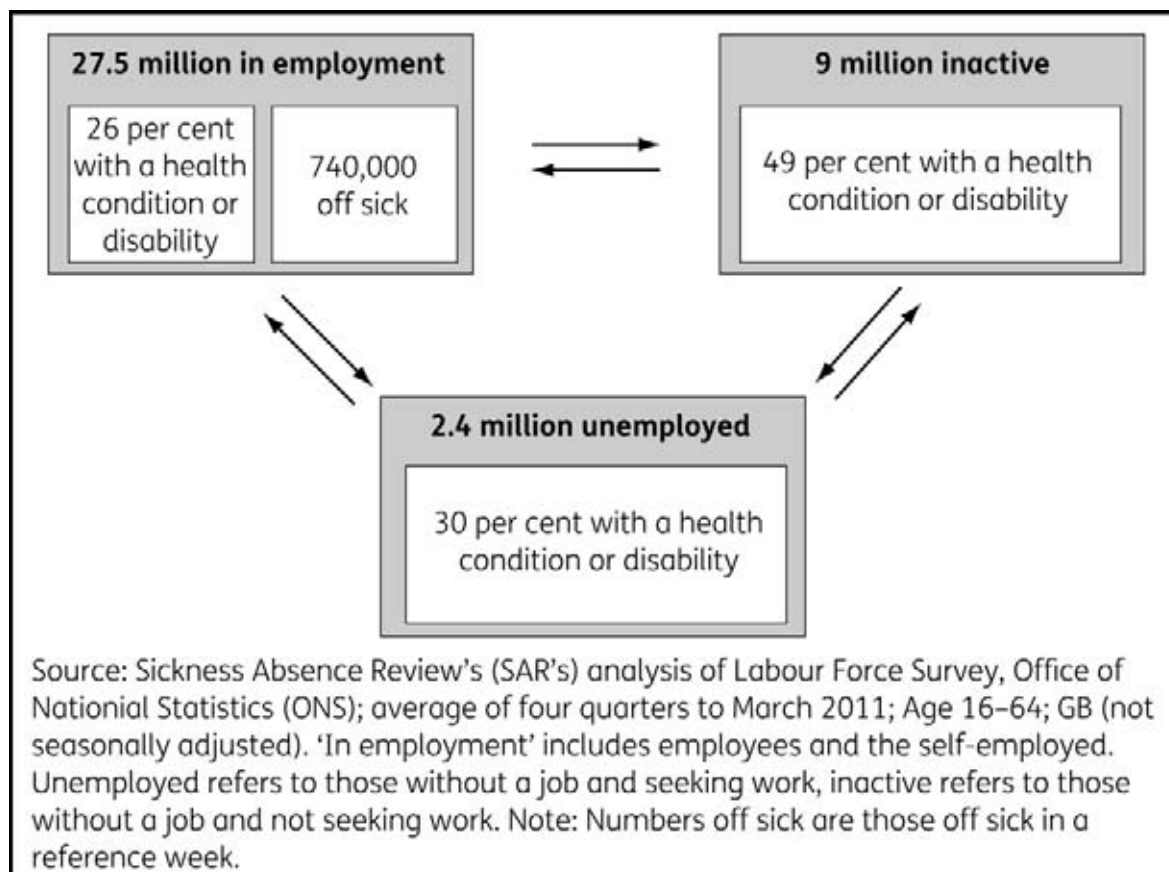 27.5 million in employment
26 per cent
with a health
condition or
disability
740,000
off sick
9 million inactive
49 per cent with a health
condition or disability
2.4 million unemployed
30 per cent with a health
condition or disability
Source: Sickness Absence Review’s (SAR’s) analysis of Labour Force Survey, Office of
Nationial Statistics (ONS); average of four quarters to March 2011; Age 16–64; GB (not
seasonally adjusted). ‘In employment’ includes employees and the self-employed.
Unemployed refers to those without a job and seeking work, inactive refers to those
without a job and not seeking work. Note: Numbers off sick are those off sick in a
reference week.